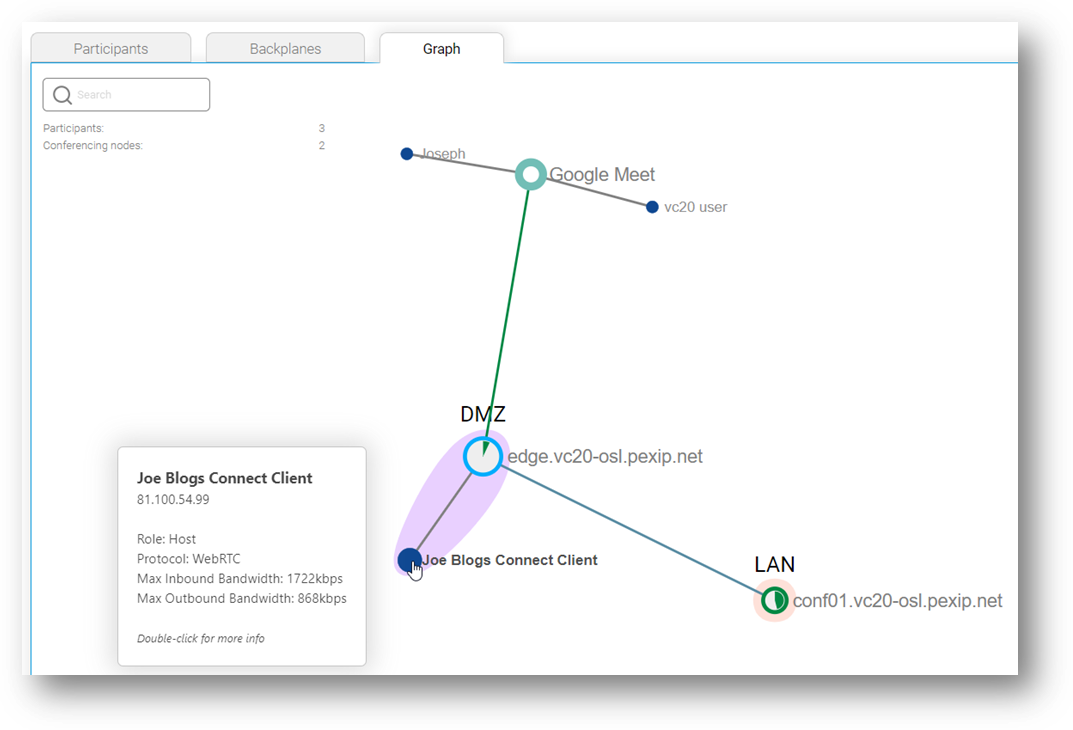 Participants
Backplanes
Graph
Search
Participants: 3
Conferencing nodes: 2
Joseph
Google Meet
vc20 user
DMZ
edge.vc20-osl.pexip.net
Joe Blogs Connect Client
81.100.54.99
Role: Host
Protocol: WebRTC
Max Inbound Bandwidth: 1722kbps
Max Outbound Bandwidth: 868kbps
Double-click for more info
Joe Blogs Connect Client
LAN
conf01.vc20-osl.pexip.net